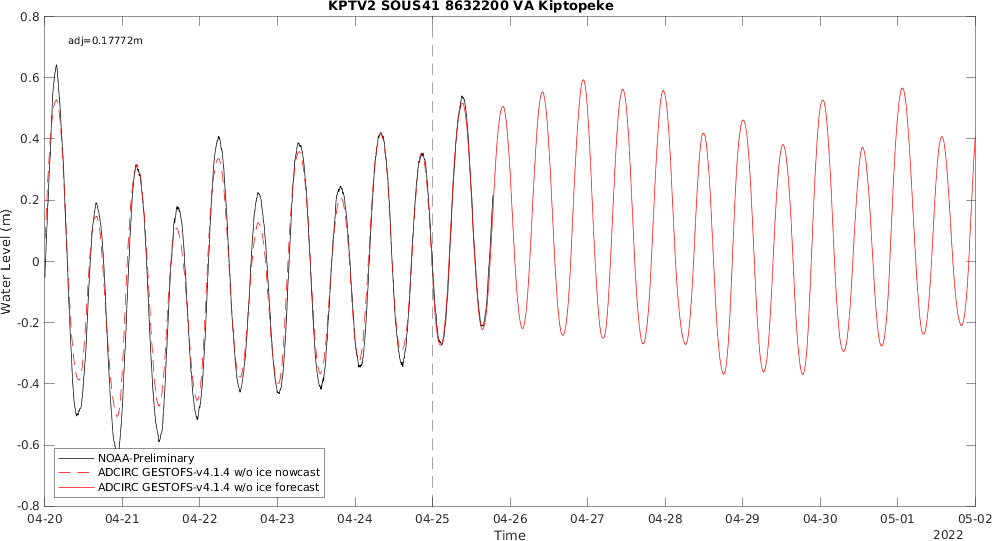 KPTV2 SOUS41 8632200 VA Kiptopeke
adj=0.17772m
0.8
0.6
0.4
0.2
0
-0.2
-0.4
-0.6
-0.8
Water Level (m)
NOAA-Preliminary
ADCIRC GESTOFS-v4.1.4 w/o ice nowcast
ADCIRC GESTOFS-v4.1.4 w/o ice forecast
04-20 04-21 04-22 04-23 04-24 04-25 04-26 04-27 04-28 04-29 04-30 05-01 05-02
Time
2022